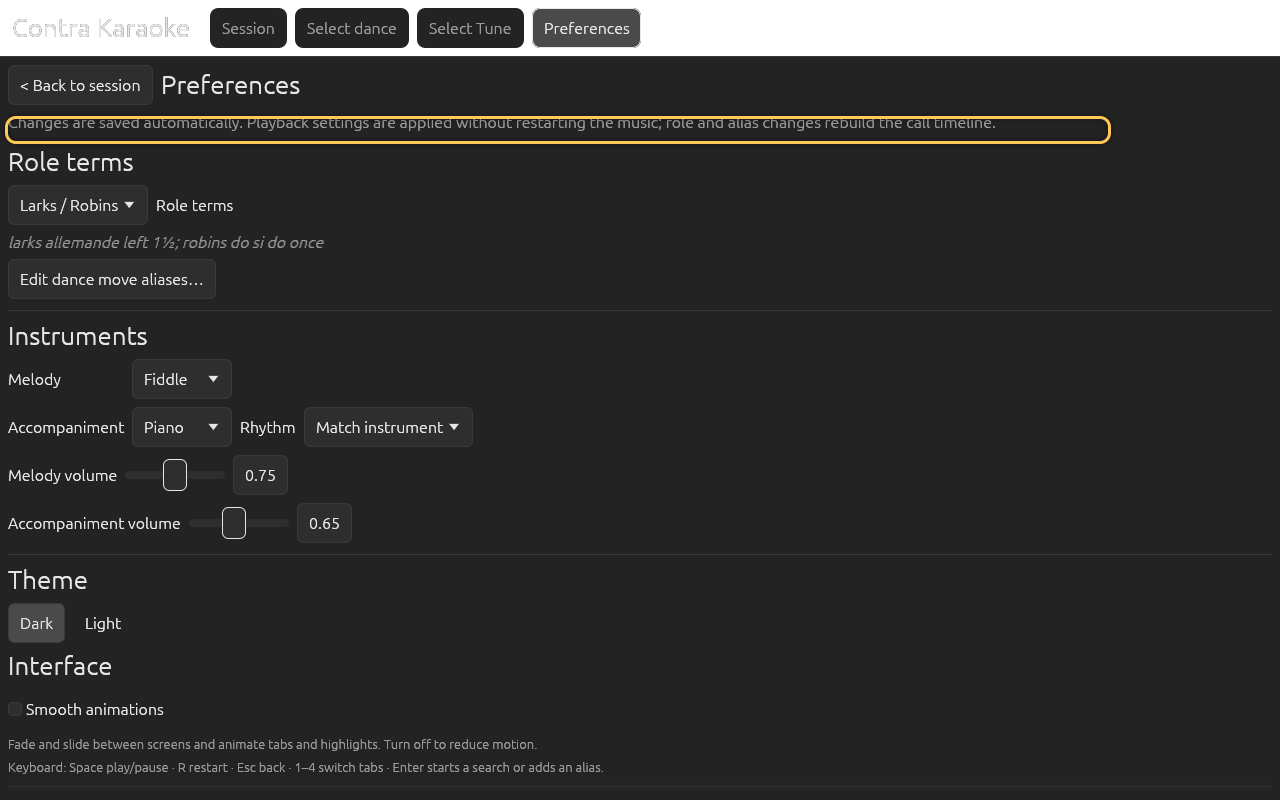 Contra Karaoke
Session
Select dance
Select Tune
Preferences
< Back to session
Preferences
Changes are saved automatically. Playback settings are applied without restarting the music; role and alias changes rebuild the call timeline.
Role terms
Larks / Robins
Role terms
larks allemande left 1½; robins do si do once
Edit dance move aliases…
Instruments
Melody
Fiddle
Accompaniment
Piano
Rhythm
Match instrument
Melody volume
0.75
Accompaniment volume
0.65
Theme
Dark
Light
Interface
Smooth animations
Fade and slide between screens and animate tabs and highlights. Turn off to reduce motion.
Keyboard: Space play/pause · R restart · Esc back · 1–4 switch tabs · Enter starts a search or adds an alias.